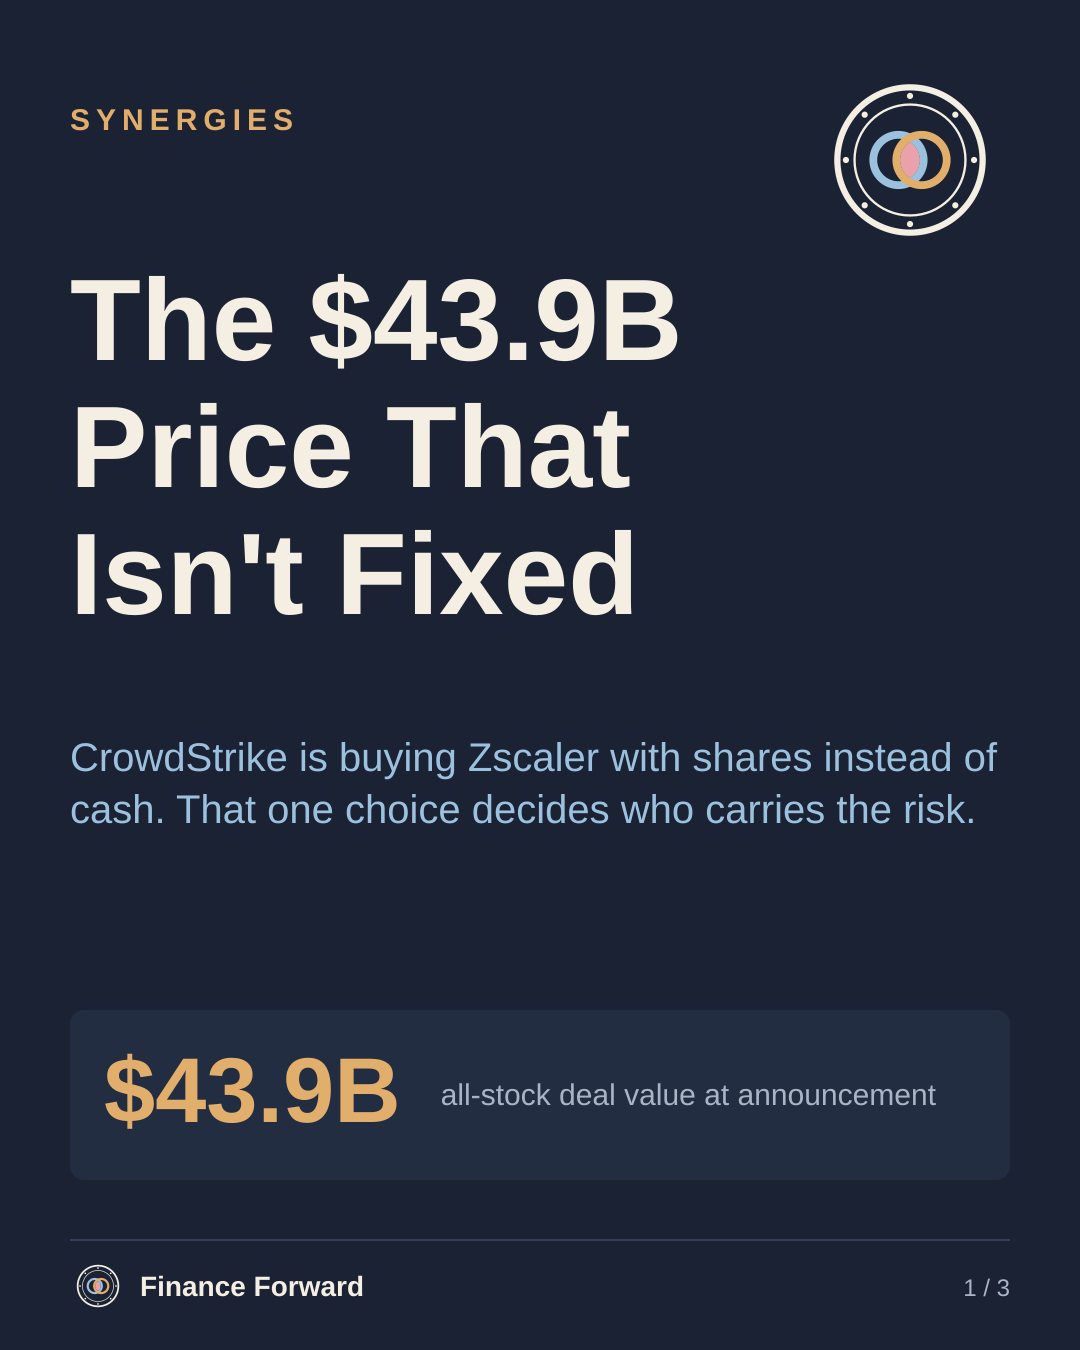 SYNERGIES
The $43.9B
Price That
Isn't Fixed
CrowdStrike is buying Zscaler with shares instead of
cash. That one choice decides who carries the risk.
$43.9B all-stock deal value at announcement
Finance Forward
1 / 3